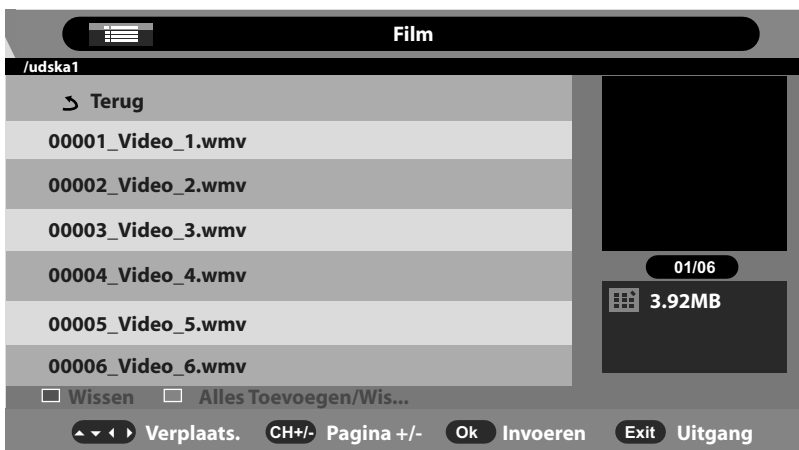 Film
/udska1
Terug
00001_Video_1.wmv
00002_Video_2.wmv
00003_Video_3.wmv
00004_Video_4.wmv
00005_Video_5.wmv
00006_Video_6.wmv
01/06
3.92MB
Wissen Alles Toevoegen/Wis...
Verplaats. CH+/- Pagina +/- Ok Invoeren Exit Uitgang